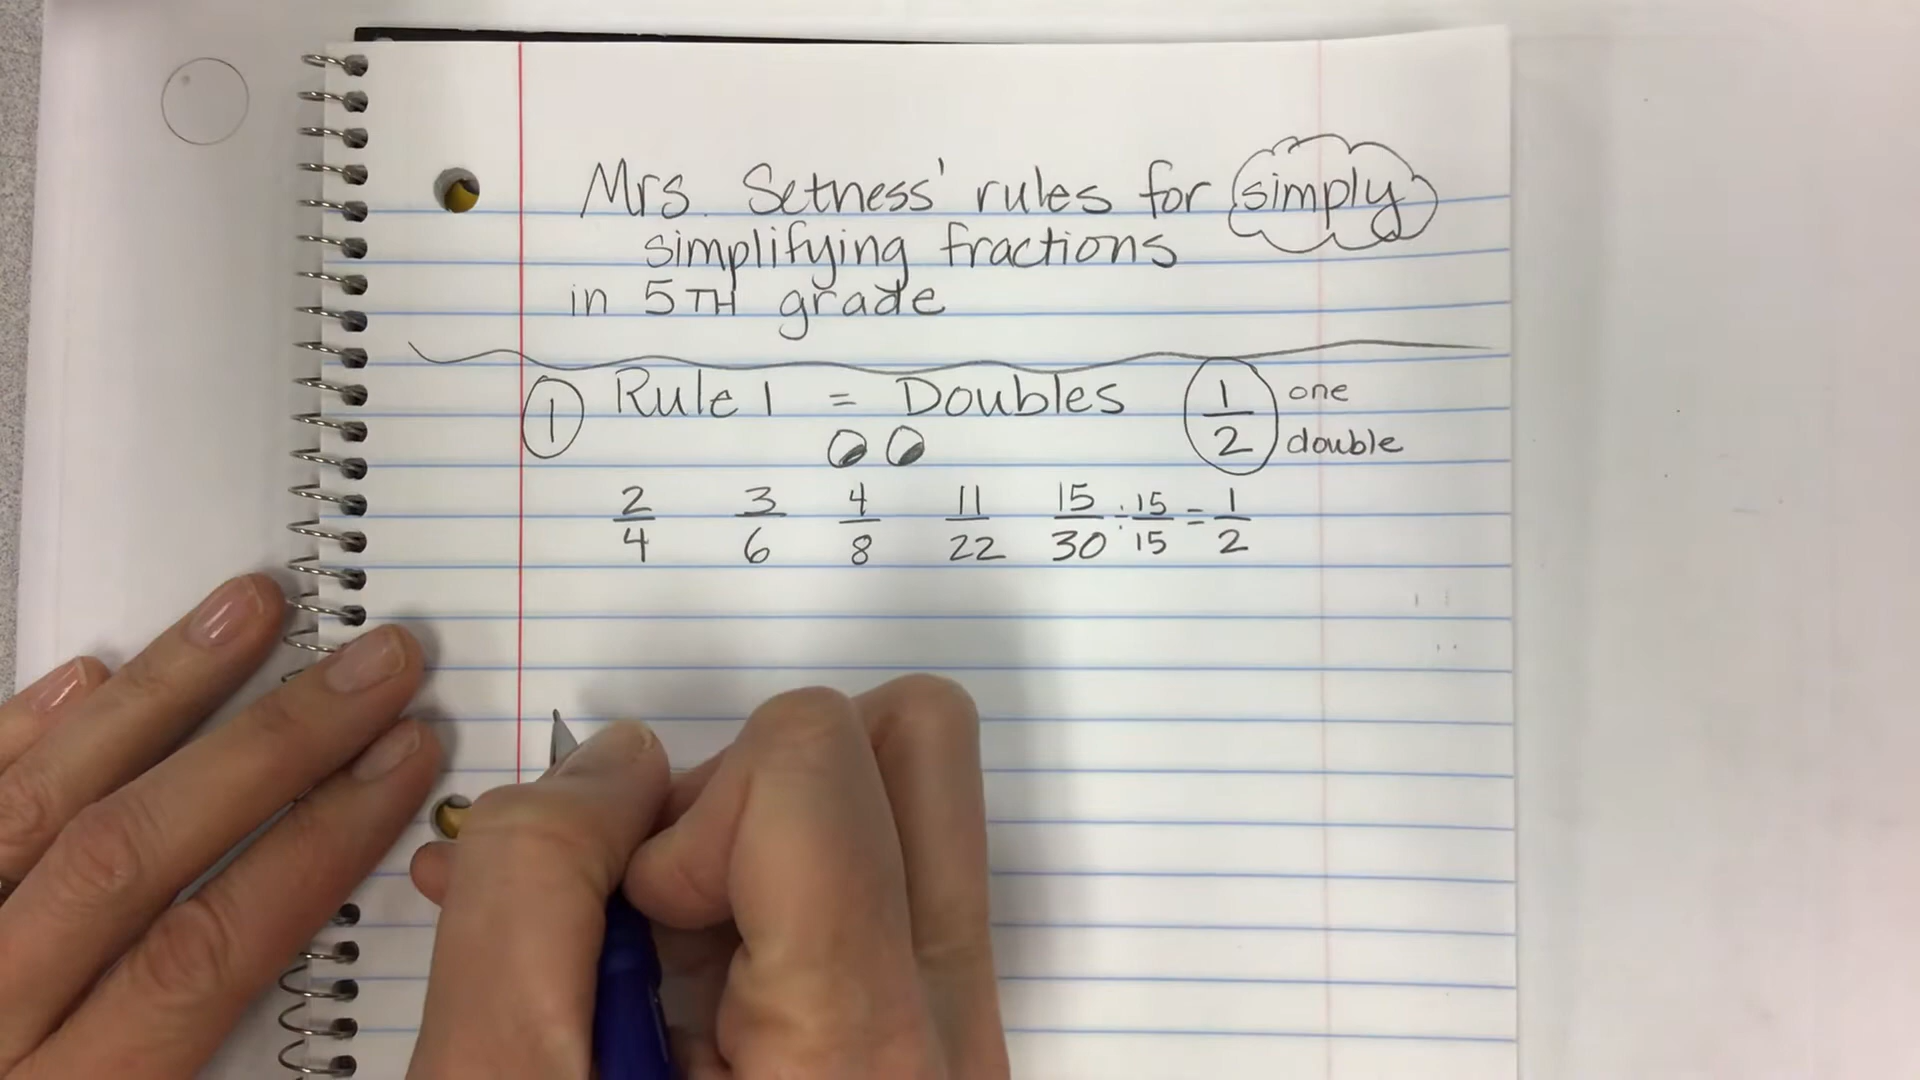 Mrs. Setness' rules for simply
simplifying fractions
in 5TH grade
1 Rule 1 = Doubles 1/2 one double
2/4 3/6 4/8 11/22 15/30 ÷ 15/15 = 1/2